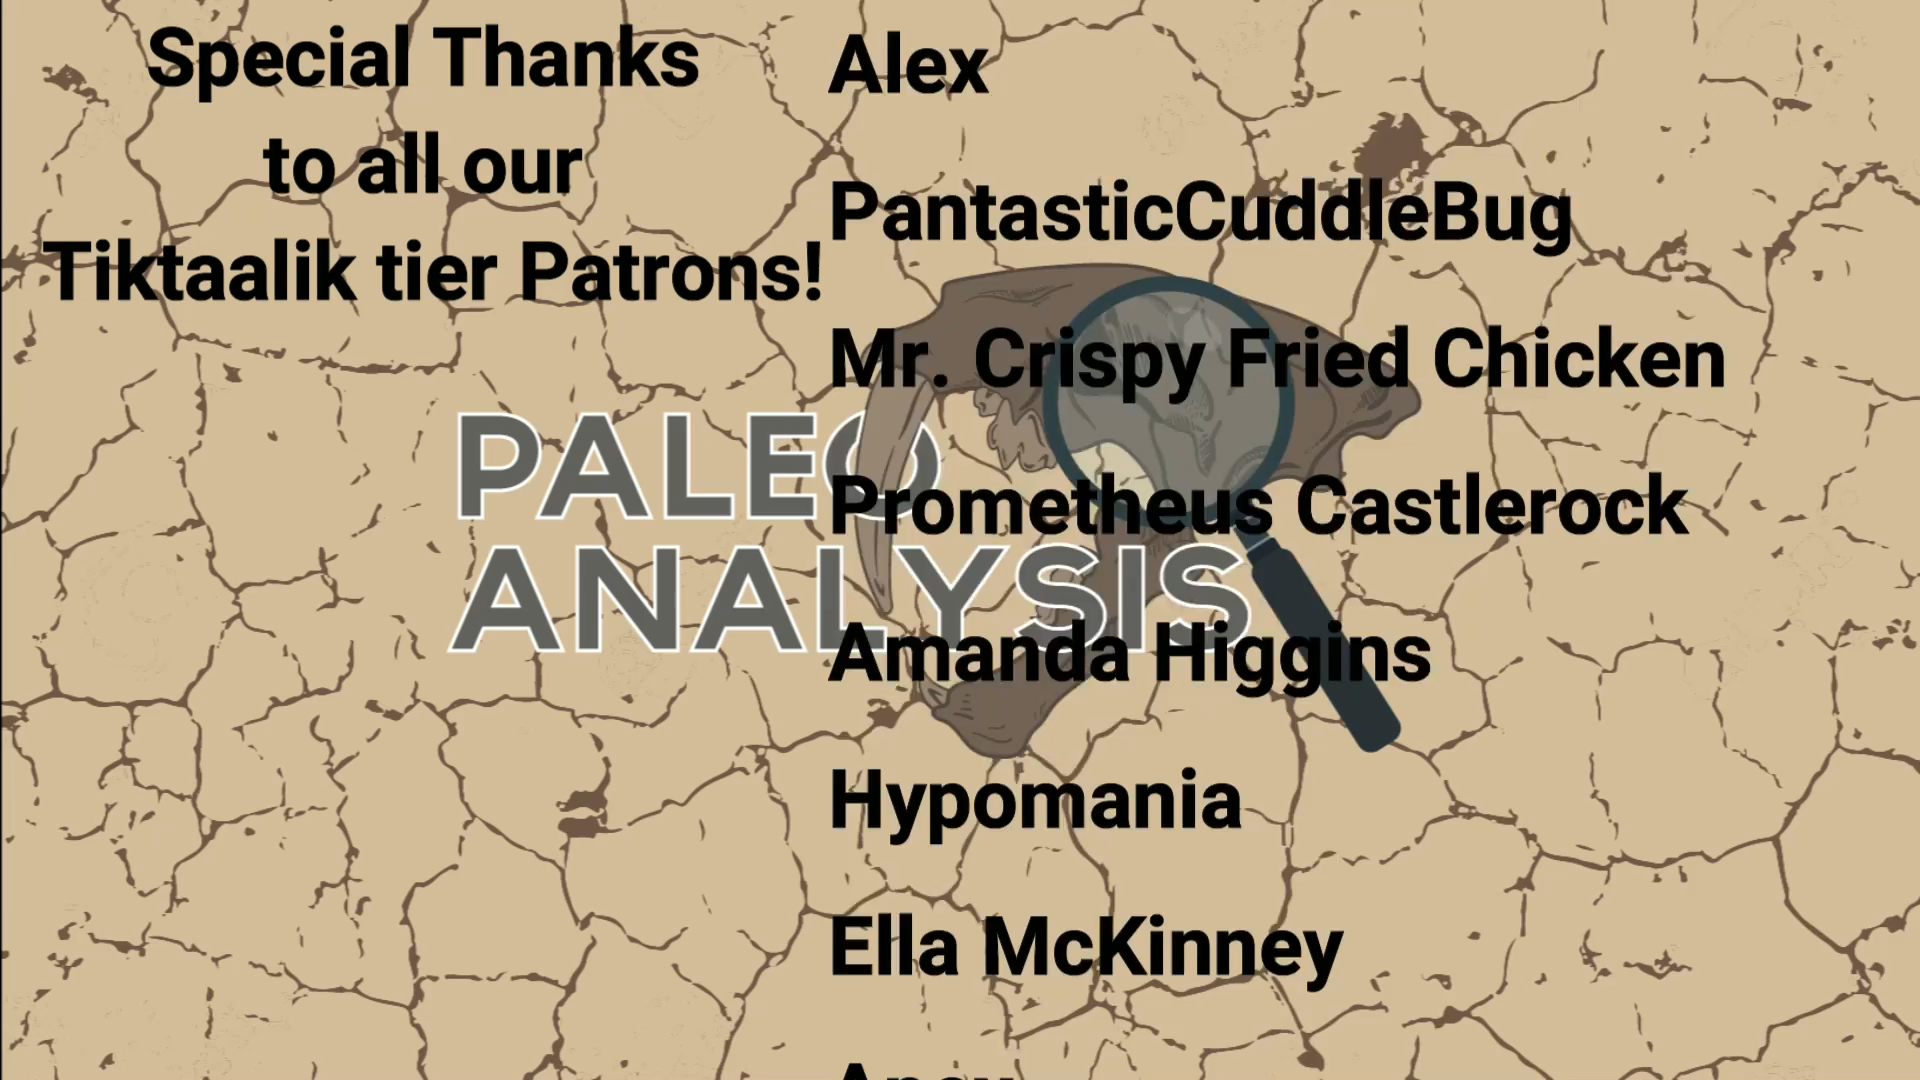 Special Thanks
to all our
Tiktaalik tier Patrons!
Alex
PantasticCuddleBug
Mr. Crispy Fried Chicken
Prometheus Castlerock
Amanda Higgins
Hypomania
Ella McKinney
PALEO
ANALYSIS